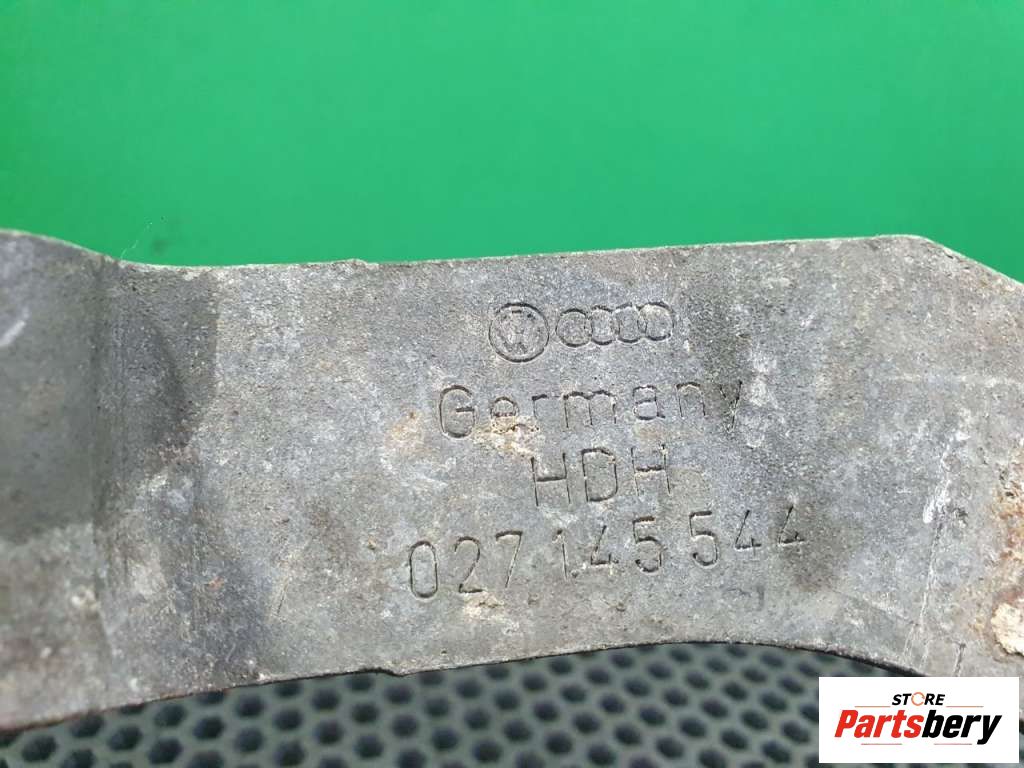 Germany
HDH
027 145 544
STORE
Partsbery